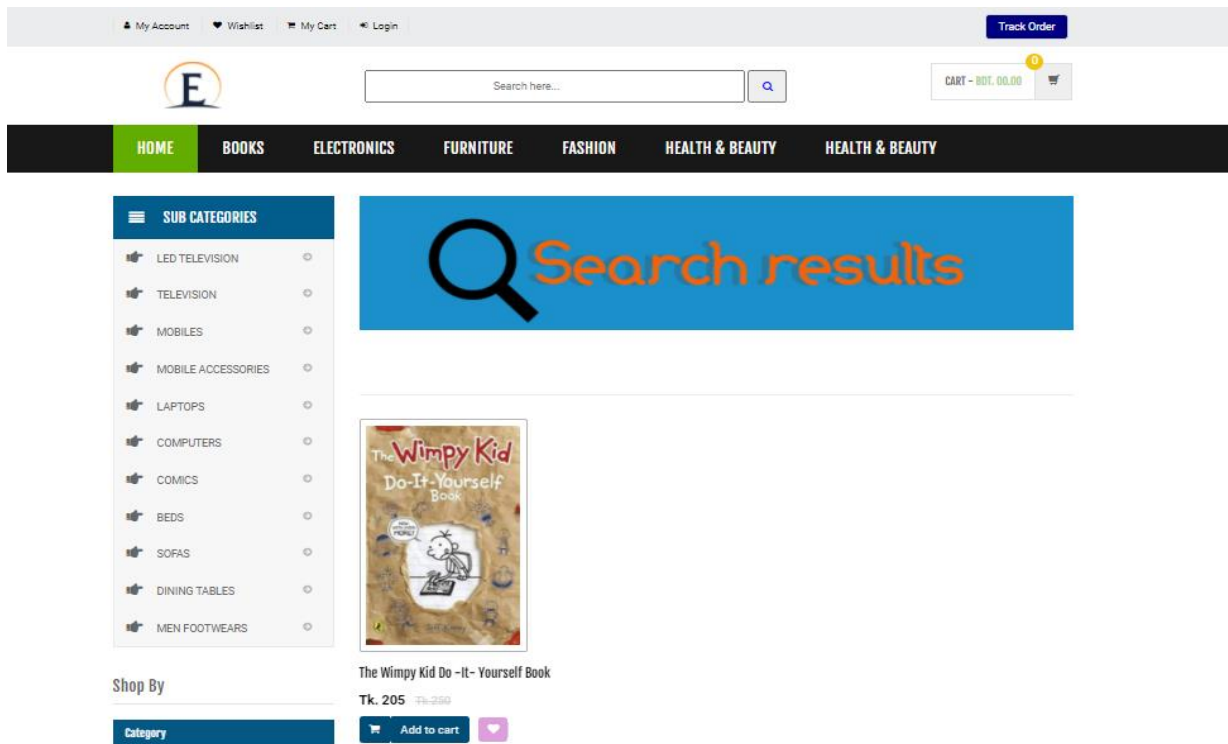 My Account Wishlist My Cart Login Track Order
E
Search here...
0
CART - BDT. 00.00
HOME BOOKS ELECTRONICS FURNITURE FASHION HEALTH & BEAUTY HEALTH & BEAUTY
SUB CATEGORIES
LED TELEVISION
TELEVISION
MOBILES
MOBILE ACCESSORIES
LAPTOPS
COMPUTERS
COMICS
BEDS
SOFAS
DINING TABLES
MEN FOOTWEARS
Shop By
Category
Search results
The Wimpy Kid
Do-It-Yourself
Book
The Wimpy Kid Do -It- Yourself Book
Tk. 205 Tk.250
Add to cart